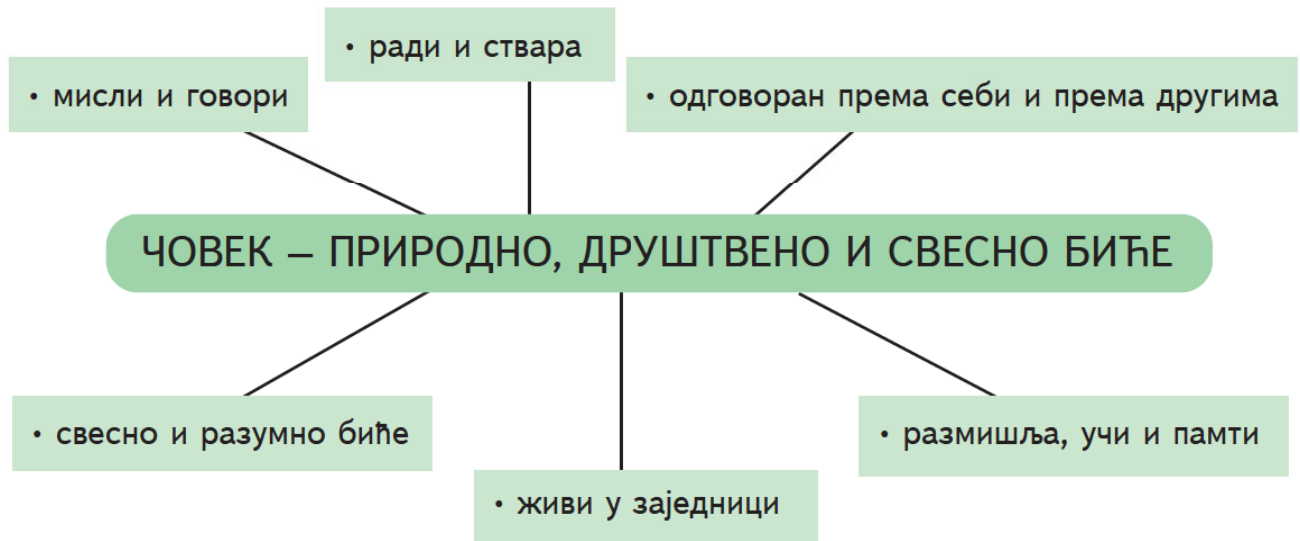 • ради и ствара
• мисли и говори
• одговоран према себи и према другима
ЧОВЕК – ПРИРОДНО, ДРУШТВЕНО И СВЕСНО БИЋЕ
• свесно и разумно биће
• размишља, учи и памти
• живи у заједници